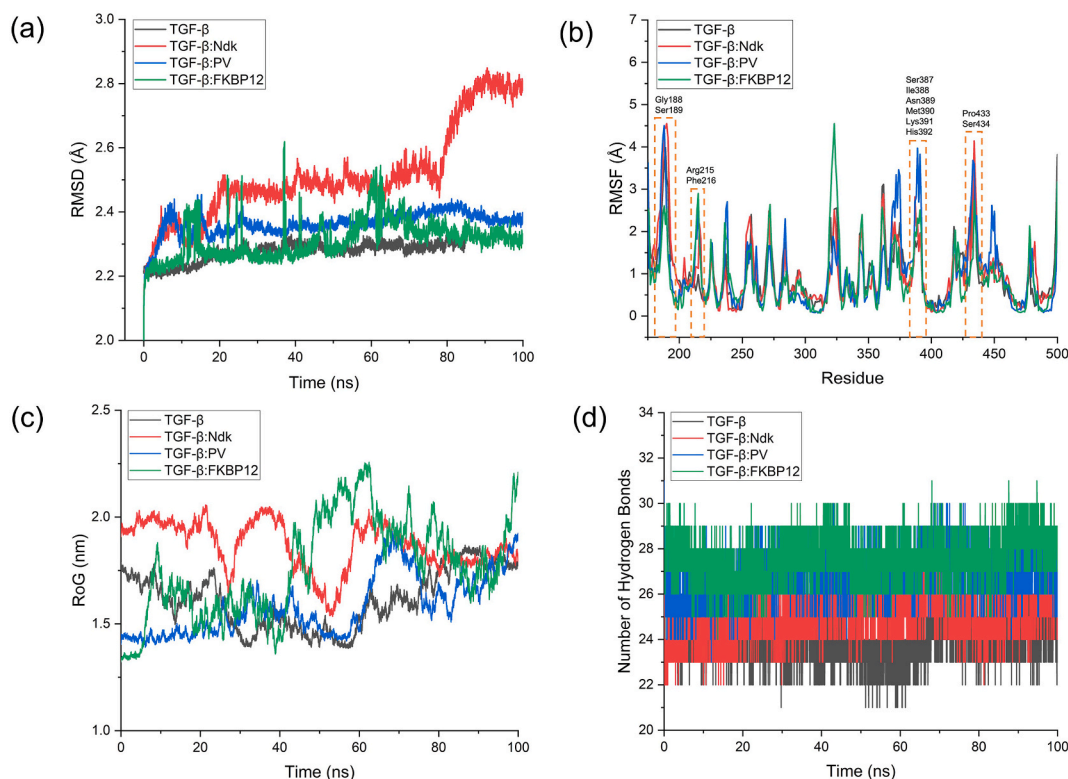 (a)
TGF-β
TGF-β:Ndk
TGF-β:PV
TGF-β:FKBP12
3.0
2.8
2.6
2.4
2.2
2.0
RMSD (Å)
0
20
40
60
80
100
Time (ns)
(b)
TGF-β
TGF-β:Ndk
TGF-β:PV
TGF-β:FKBP12
7
6
5
4
3
2
1
0
RMSF (Å)
Gly188
Ser189
Arg215
Phe216
Ser387
Ile388
Asn389
Met390
Lys391
His392
Pro433
Ser434
200
250
300
350
400
450
500
Residue
(c)
TGF-β
TGF-β:Ndk
TGF-β:PV
TGF-β:FKBP12
2.5
2.0
1.5
1.0
RoG (nm)
0
20
40
60
80
100
Time (ns)
(d)
TGF-β
TGF-β:Ndk
TGF-β:PV
TGF-β:FKBP12
34
32
30
28
26
24
22
20
Number of Hydrogen Bonds
0
20
40
60
80
100
Time (ns)